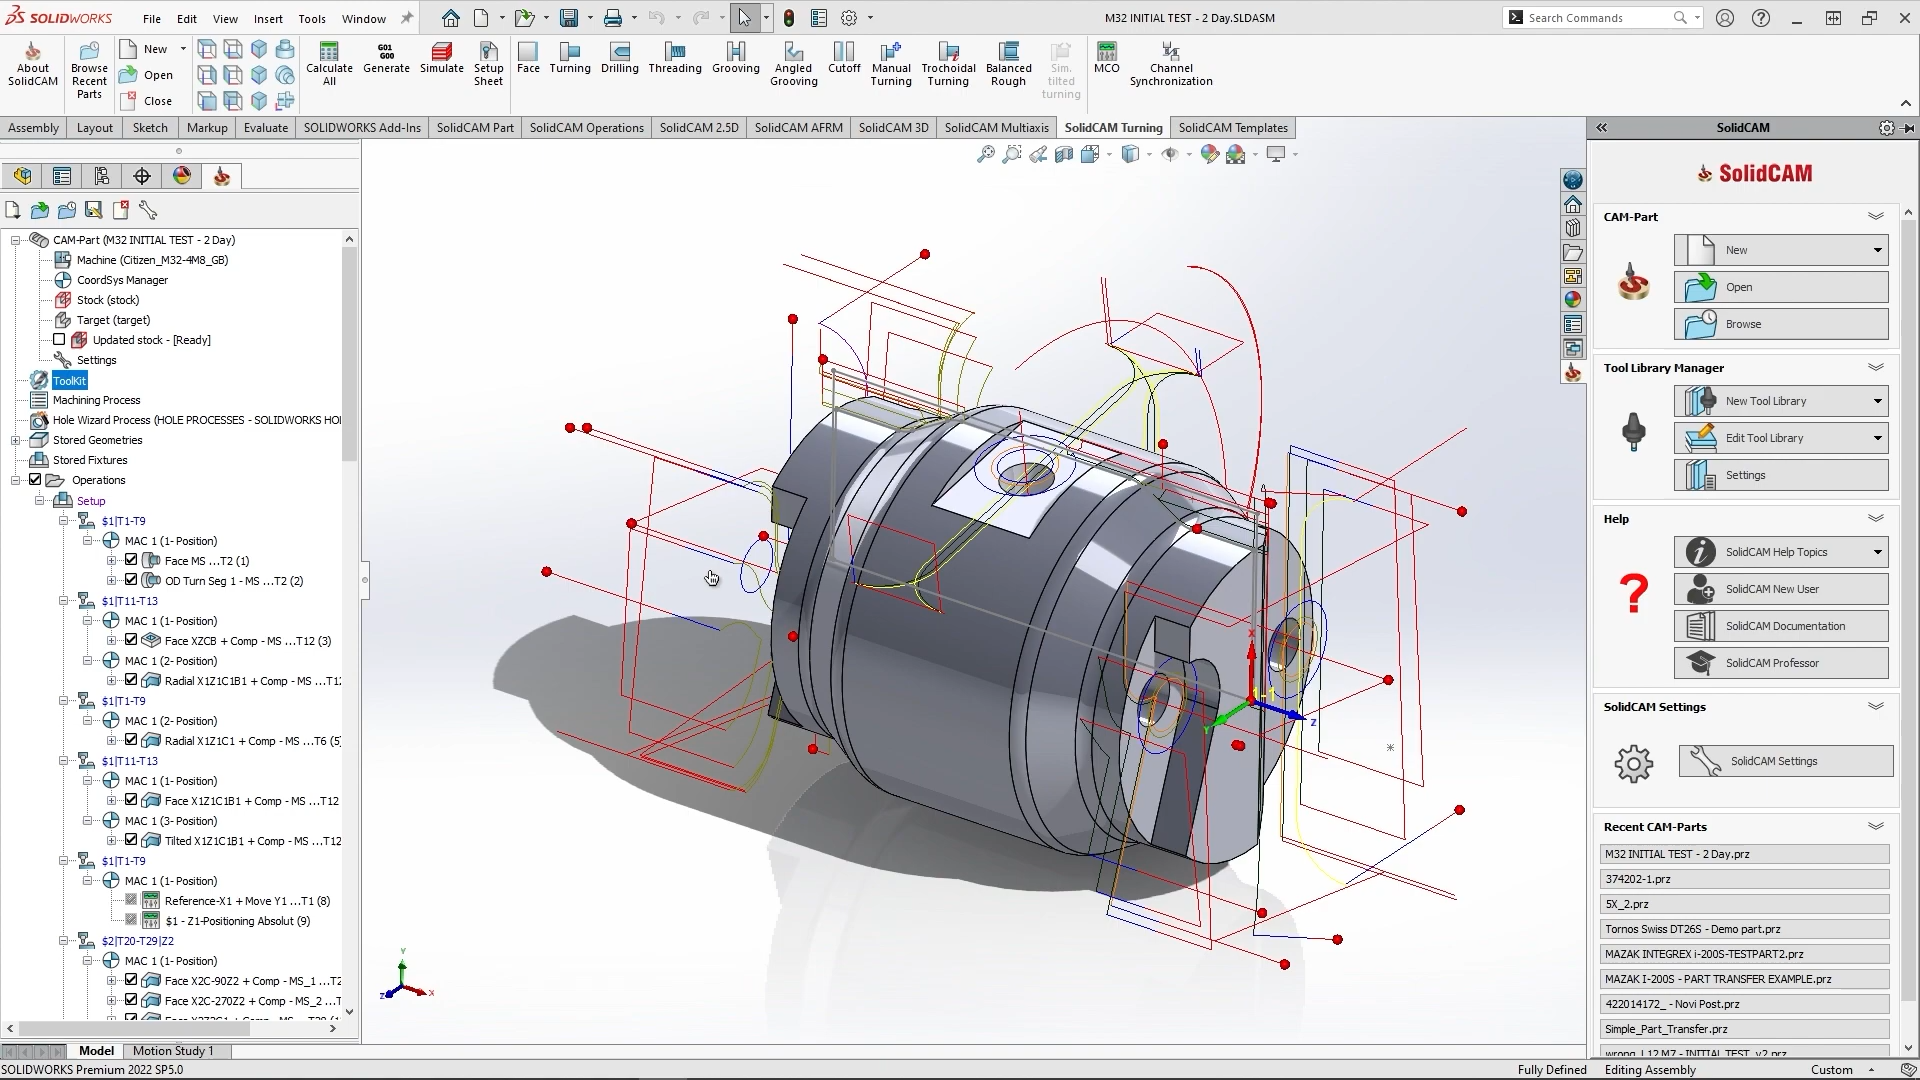 SOLIDWORKS File Edit View Insert Tools Window M32 INITIAL TEST - 2 Day.SLDASM Search Commands
About SolidCAM
Browse Recent Parts
New
Open
Close
Calculate All
G01 G00
Generate
Simulate
Setup Sheet
Face
Turning
Drilling
Threading
Grooving
Angled Grooving
Cutoff
Manual Turning
Trochoidal Turning
Balanced Rough
Sim. tilted turning
MCO
Channel Synchronization
Assembly Layout Sketch Markup Evaluate SOLIDWORKS Add-Ins SolidCAM Part SolidCAM Operations SolidCAM 2.5D SolidCAM AFRM SolidCAM 3D SolidCAM Multiaxis SolidCAM Turning SolidCAM Templates
CAM-Part (M32 INITIAL TEST - 2 Day)
Machine (Citizen_M32-4M8_GB)
CoordSys Manager
Stock (stock)
Target (target)
Updated stock - [Ready]
Settings
ToolKit
Machining Process
Hole Wizard Process (HOLE PROCESSES - SOLIDWORKS HO
Stored Geometries
Stored Fixtures
Operations
Setup
$1|T1-T9
MAC 1 (1- Position)
Face MS ...T2 (1)
OD Turn Seg 1 - MS ...T2 (2)
$1|T11-T13
MAC 1 (1- Position)
Face XZCB + Comp - MS ...T12 (3)
MAC 1 (2- Position)
Radial X1Z1C1B1 + Comp - MS ...T12
$1|T1-T9
MAC 1 (2- Position)
Radial X1Z1C1 + Comp - MS ...T6 (5)
$1|T11-T13
MAC 1 (1- Position)
Face X1Z1C1B1 + Comp - MS ...T12
MAC 1 (3- Position)
Tilted X1Z1C1B1 + Comp - MS ...T12
$1|T1-T9
MAC 1 (1- Position)
Reference-X1 + Move Y1 ...T1 (8)
$1 - Z1-Positioning Absolut (9)
$2|T20-T29|Z2
MAC 1 (1- Position)
Face X2C-90Z2 + Comp - MS_1 ...T2
Face X2C-270Z2 + Comp - MS_2 ...T
1-1
X
Y
Z
Y
Z
X
SolidCAM
SolidCAM
CAM-Part
New
Open
Browse
Tool Library Manager
New Tool Library
Edit Tool Library
Settings
Help
SolidCAM Help Topics
SolidCAM New User
SolidCAM Documentation
SolidCAM Professor
SolidCAM Settings
SolidCAM Settings
Recent CAM-Parts
M32 INITIAL TEST - 2 Day.prz
374202-1.prz
5X_2.prz
Tornos Swiss DT26S - Demo part.prz
MAZAK INTEGREX i-200S-TESTPART2.prz
MAZAK I-200S - PART TRANSFER EXAMPLE.prz
422014172_ - Novi Post.prz
Simple_Part_Transfer.prz
wrong_L12 M7 - INITIAL TEST_v2.prz
Model Motion Study 1
SOLIDWORKS Premium 2022 SP5.0 Fully Defined Editing Assembly Custom